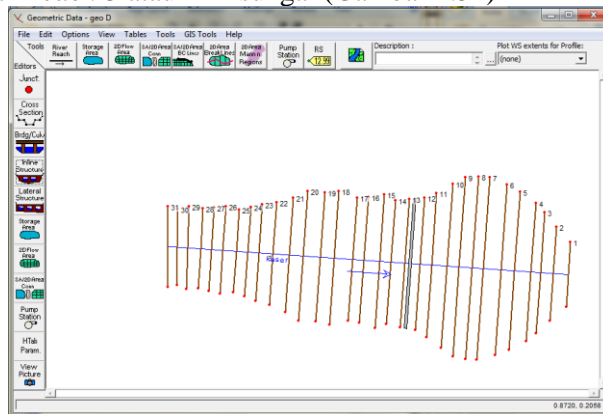 Geometric Data - geo D
File Edit Options View Tables Tools GIS Tools Help
Tools
River Reach
Storage Area
2D Flow Area
SA/2D Area Conn
SA/2D Area BC Lines
2D Area BreakLines
2D Area Mann n Regions
Pump Station
RS
12.99
Description :
...
Plot WS extents for Profile:
(none)
Editors
Junct.
Cross Section
Brdg/Culv
Inline Structure
Lateral Structure
Storage Area
2D Flow Area
SA/2D Area Conn
Pump Station
HTab Param.
View Picture
31 30 29 28 27 26 25 24 23 22 21 20 19 18 17 16 15 14 13 12 11 10 9 8 7 6 5 4 3 2 1
0.8720, 0.2058